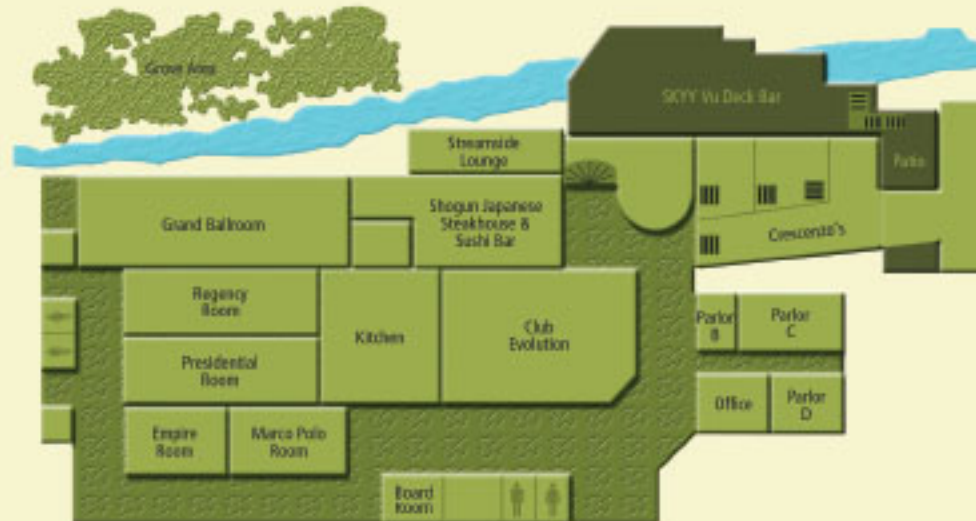 Grove Area
SKYY Vu Deck Bar
Streamside
Lounge
Patio
Grand Ballroom
Shogun Japanese
Steakhouse &
Sushi Bar
Crescenzo's
Regency
Room
Kitchen
Club
Evolution
Parlor
B
Parlor
C
Presidential
Room
Office
Parlor
D
Empire
Room
Marco Polo
Room
Board
Room